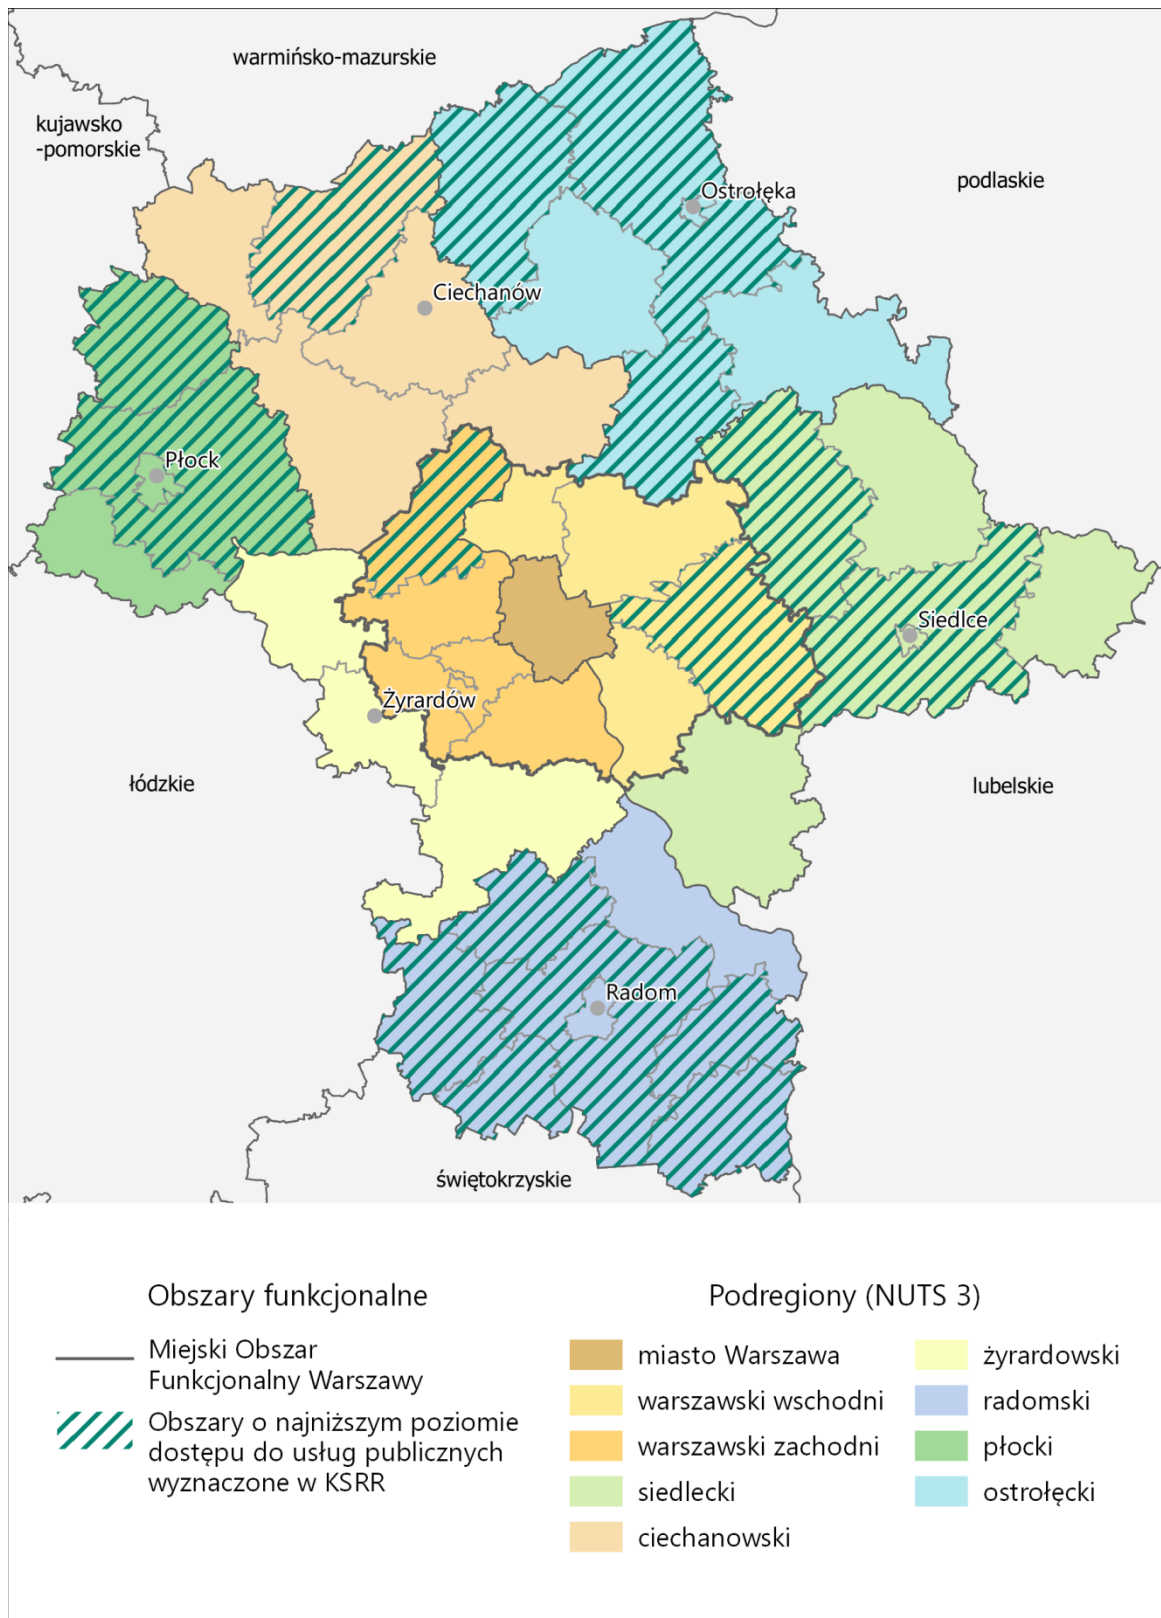 warmińsko-mazurskie
kujawsko
-pomorskie
podlaskie
Ostrołęka
Ciechanów
Płock
Siedlce
Żyrardów
łódzkie
lubelskie
Radom
świętokrzyskie
Obszary funkcjonalne
Miejski Obszar
Funkcjonalny Warszawy
Obszary o najniższym poziomie
dostępu do usług publicznych
wyznaczone w KSRR
Podregiony (NUTS 3)
miasto Warszawa
warszawski wschodni
warszawski zachodni
siedlecki
ciechanowski
żyrardowski
radomski
płocki
ostrołęcki